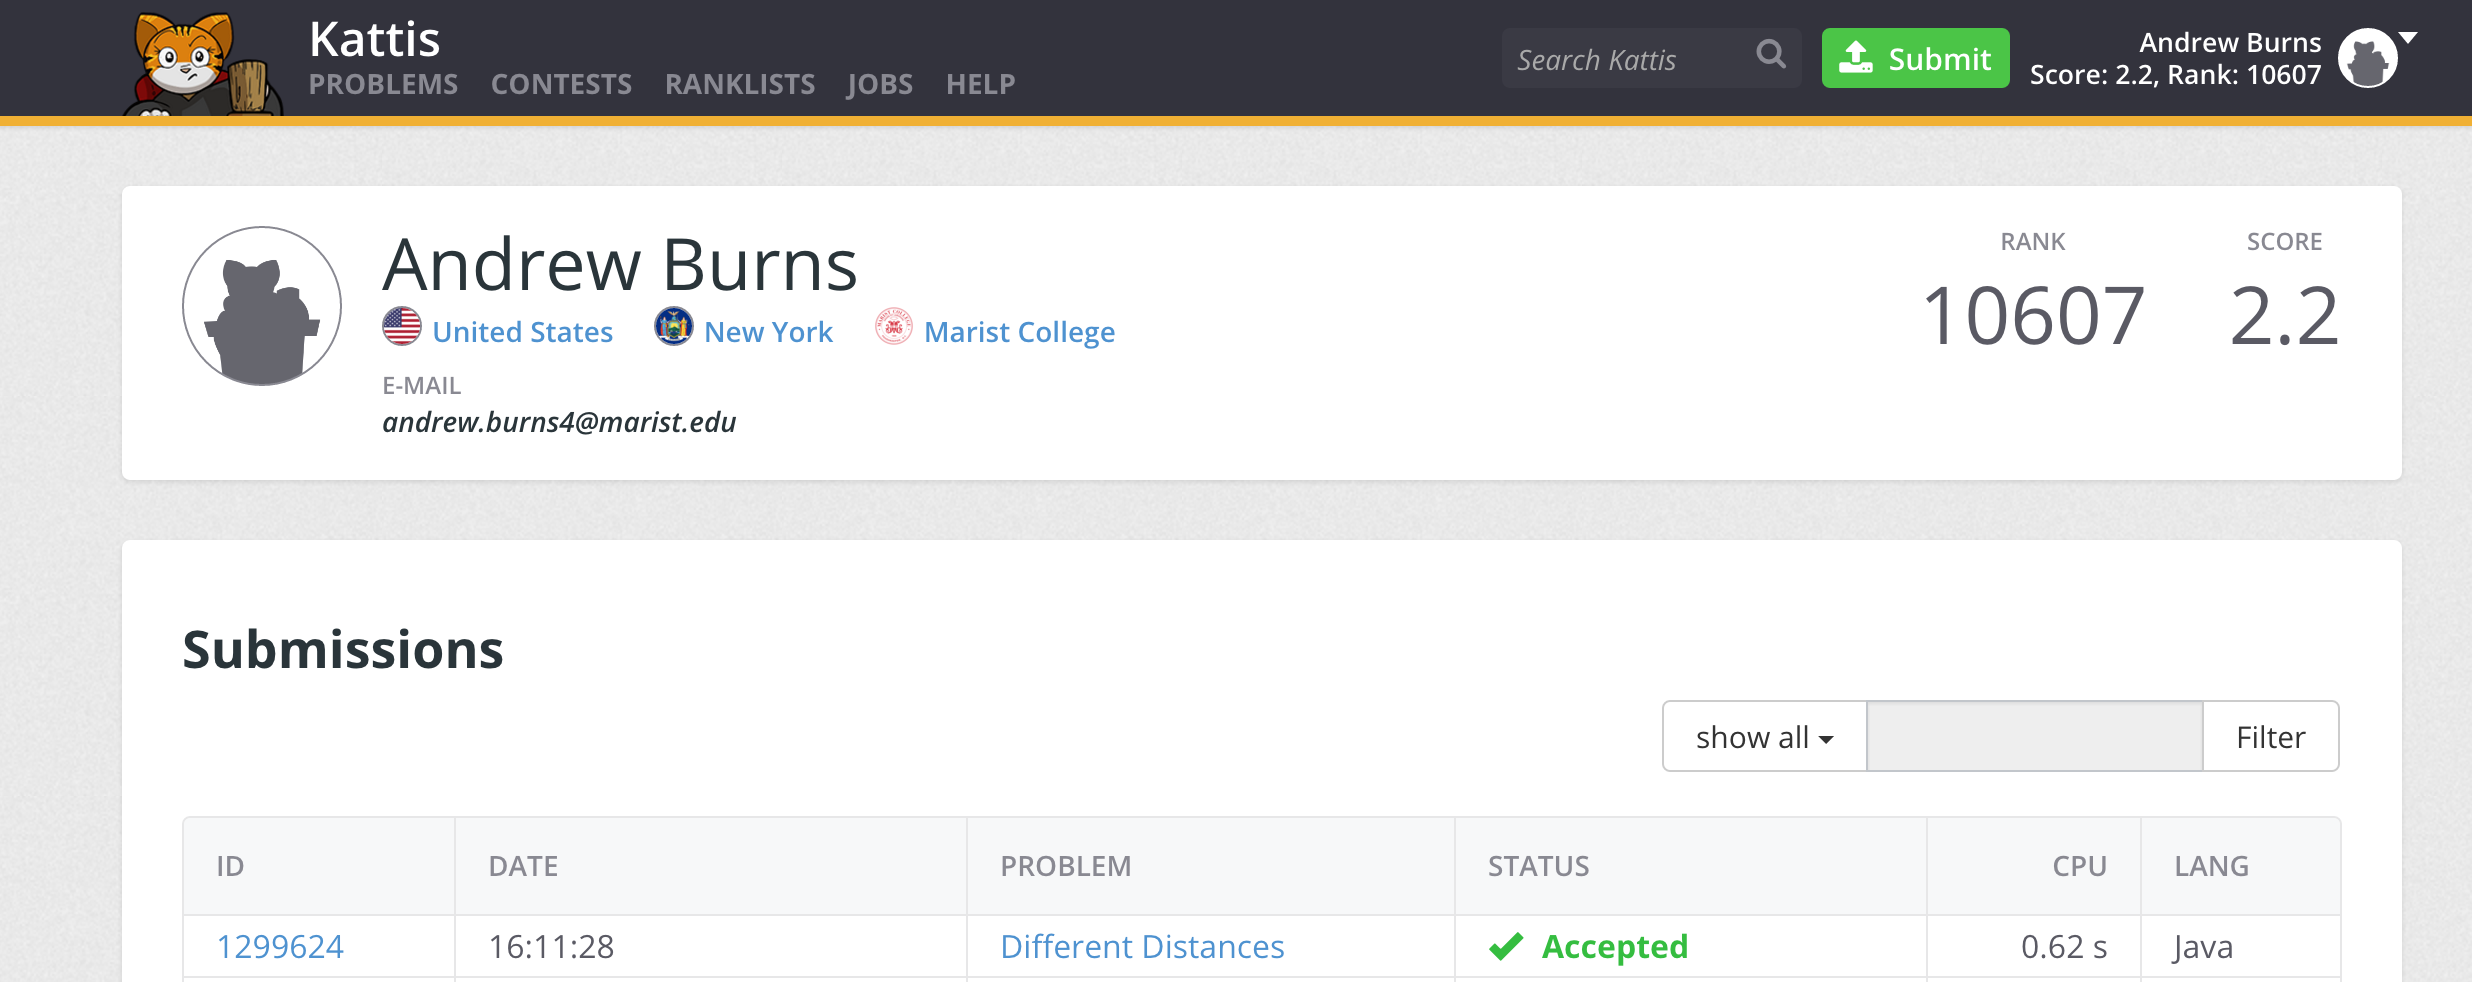 Kattis
PROBLEMS CONTESTS RANKLISTS JOBS HELP
Search Kattis
Submit
Andrew Burns
Score: 2.2, Rank: 10607
Andrew Burns
United States New York Marist College
E-MAIL
andrew.burns4@marist.edu
RANK SCORE
10607 2.2
Submissions
show all Filter
ID DATE PROBLEM STATUS CPU LANG
1299624 16:11:28 Different Distances Accepted 0.62 s Java